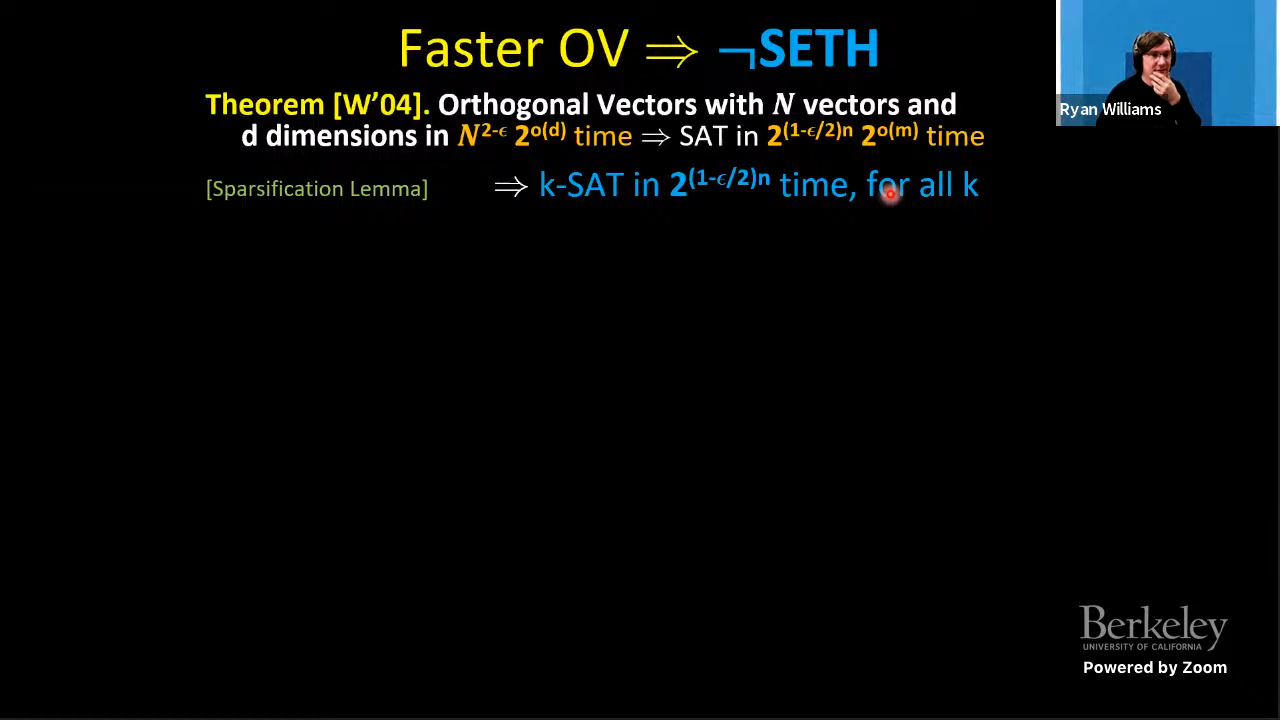 Faster OV ⇒ ¬SETH
Theorem [W’04]. Orthogonal Vectors with N vectors and
d dimensions in N^{2-ϵ} 2^{o(d)} time ⇒ SAT in 2^{(1-ϵ/2)n} 2^{o(m)} time
[Sparsification Lemma] ⇒ k-SAT in 2^{(1-ϵ/2)n} time, for all k
Ryan Williams
Berkeley
UNIVERSITY OF CALIFORNIA
Powered by Zoom